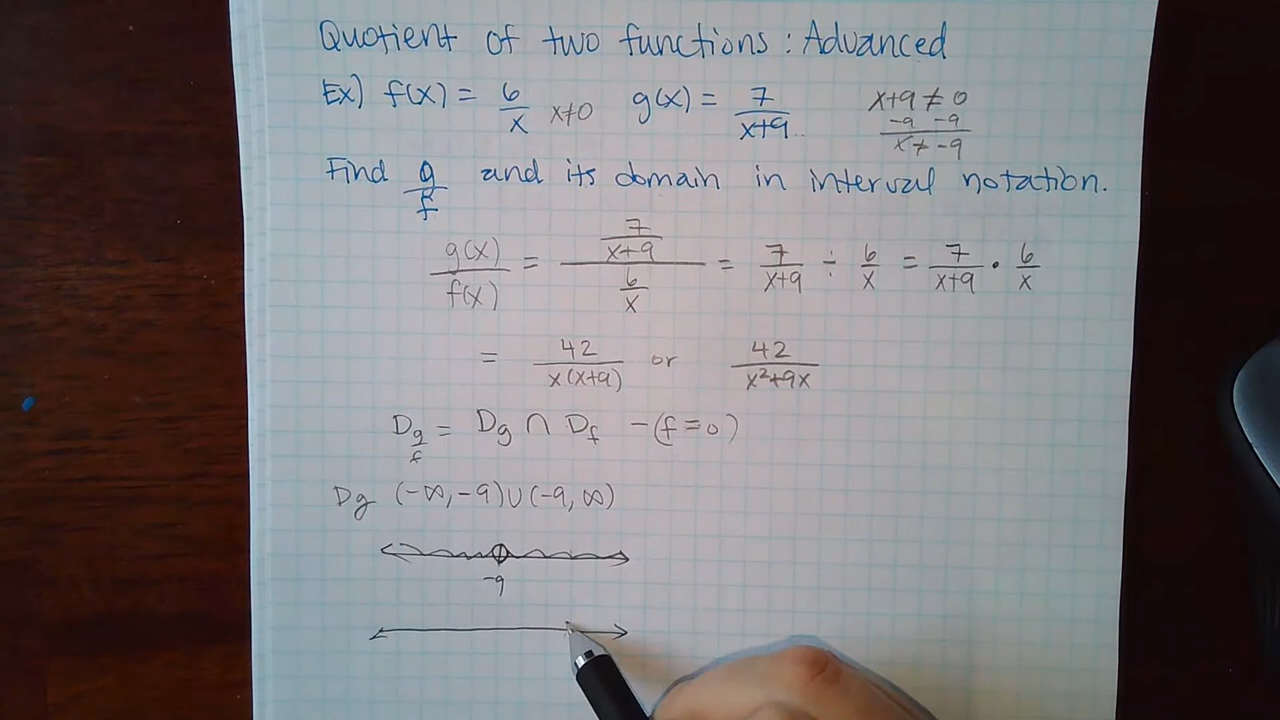 Quotient of two functions : Advanced
Ex) f(x) = 6/x x≠0 g(x) = 7/(x+9) x+9 ≠ 0
-9 -9
x ≠ -9
Find g/f and its domain in interval notation.
g(x)/f(x) = (7/(x+9))/(6/x) = 7/(x+9) ÷ 6/x = 7/(x+9) • 6/x
= 42/(x(x+9)) or 42/(x²+9x)
D g/f = Dg ∩ Df - (f=0)
Dg (-∞,-9)∪(-9,∞)
-9